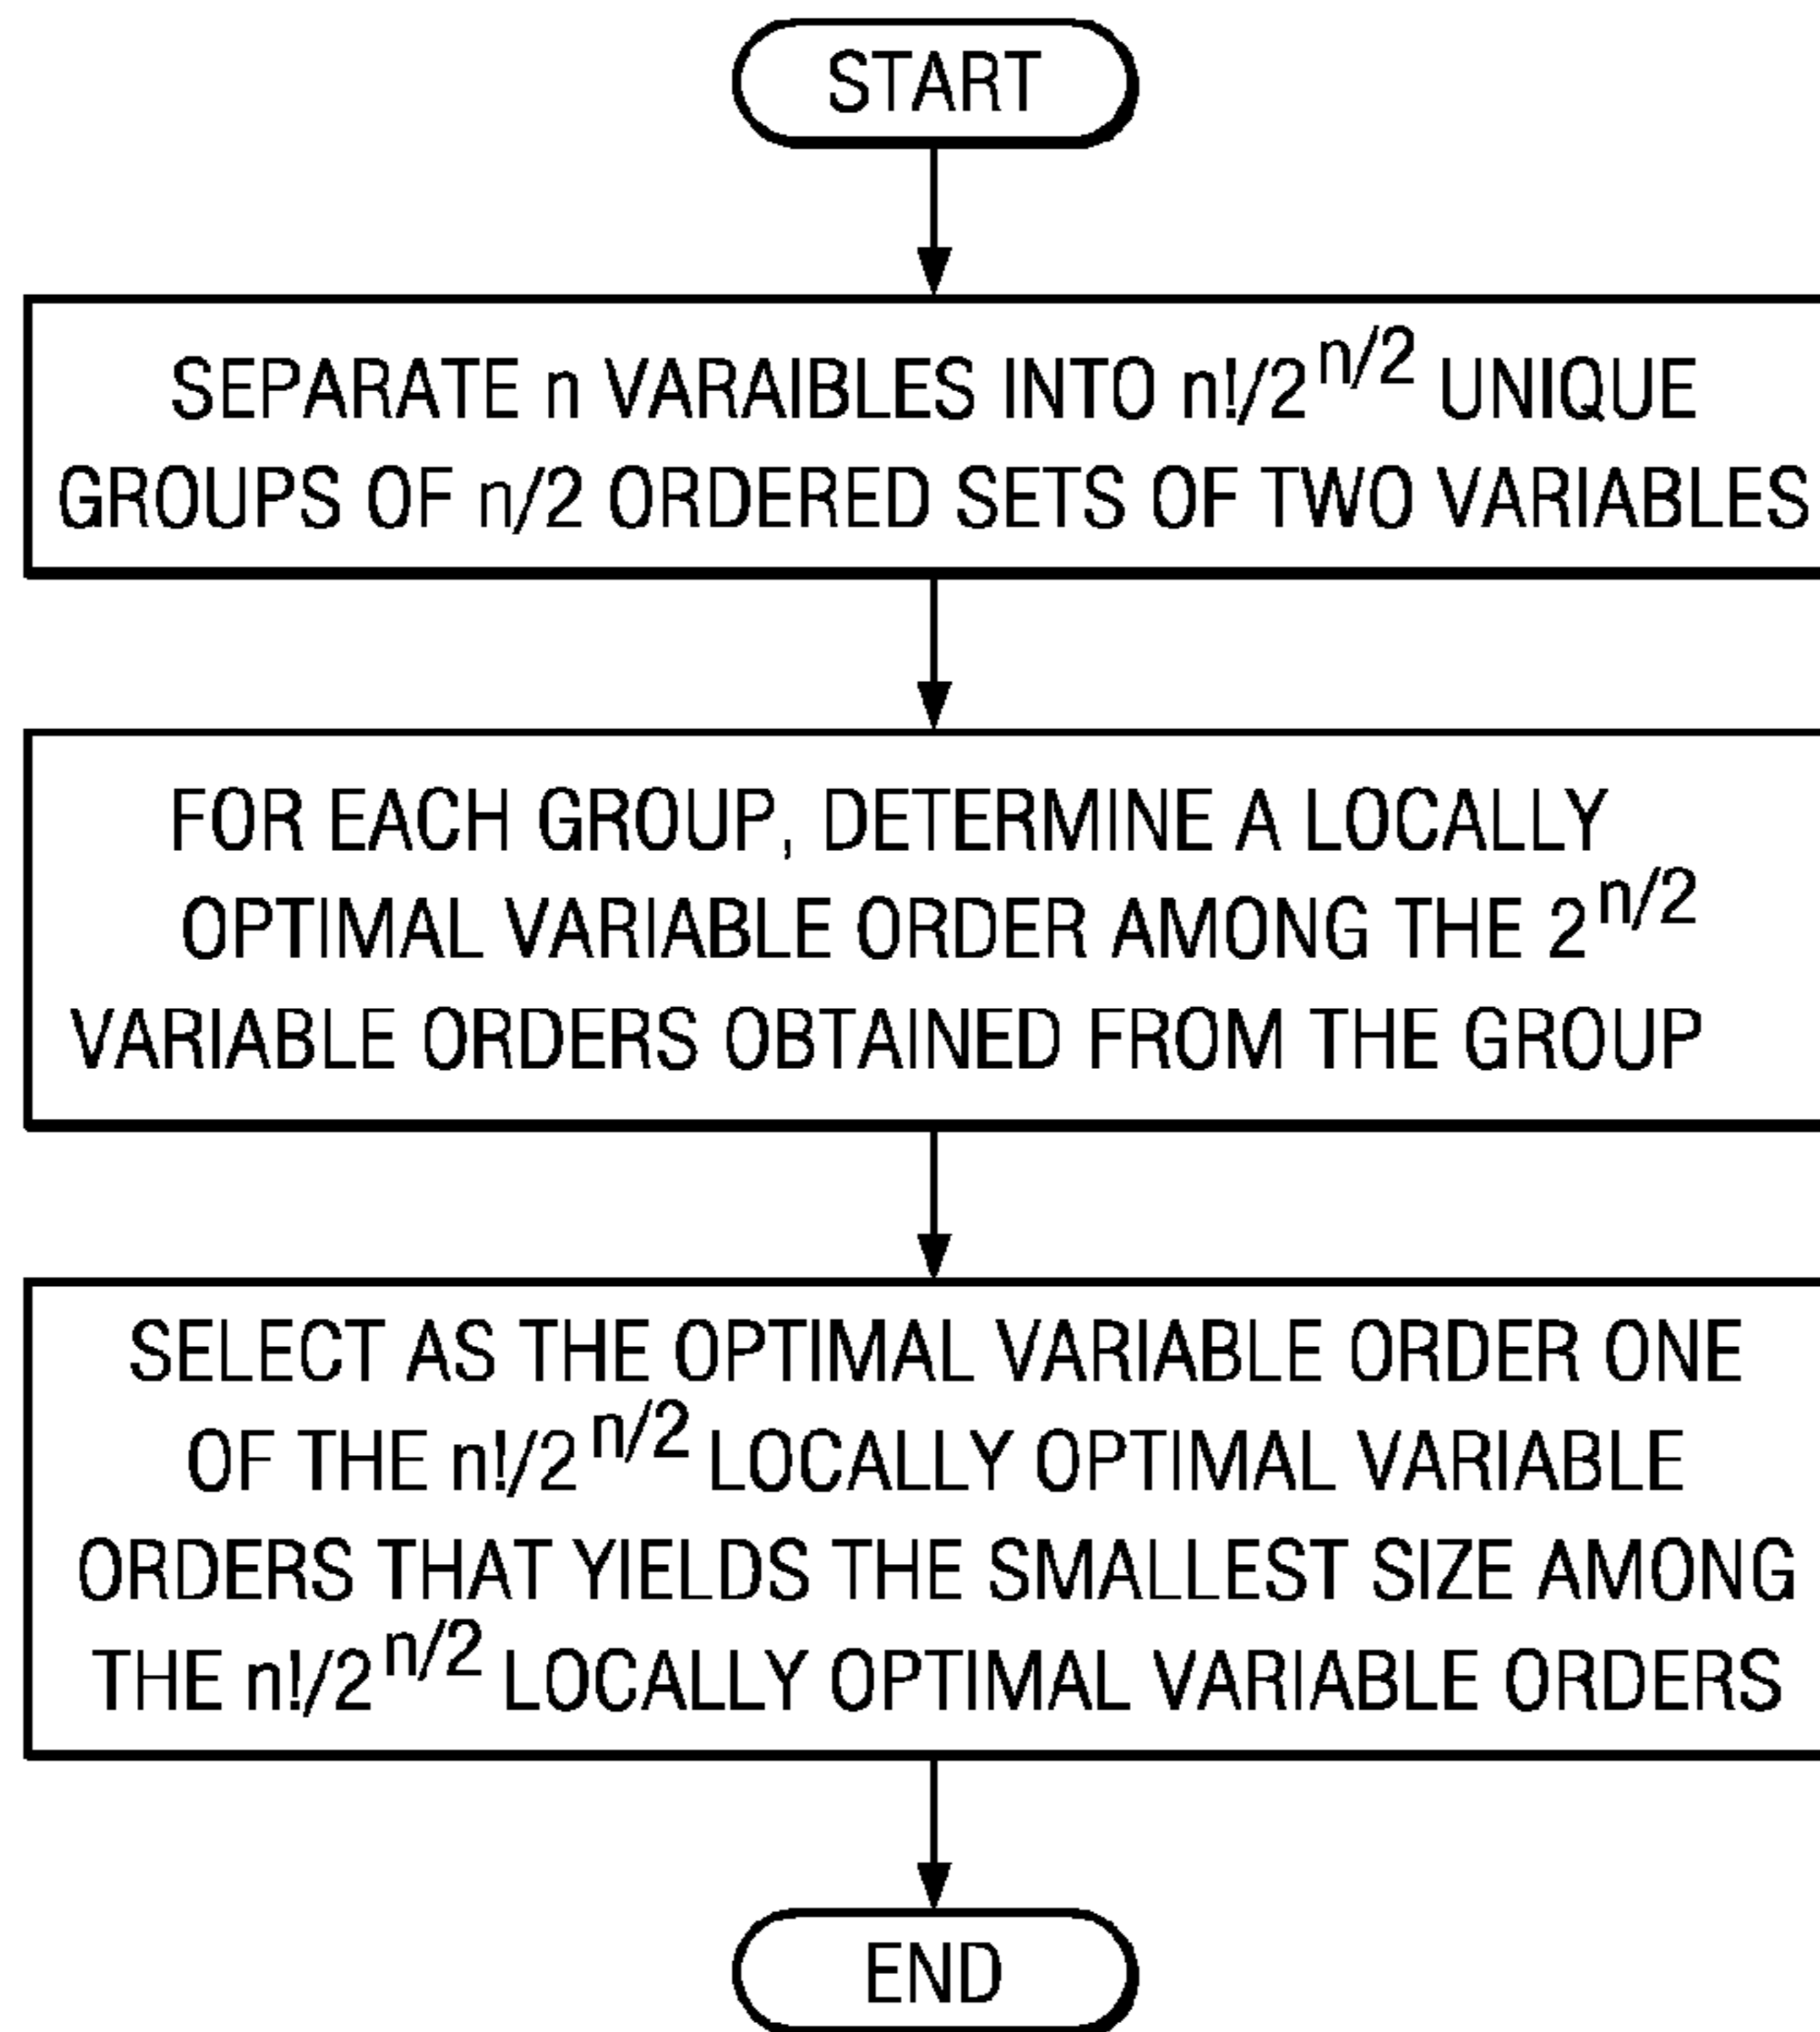 START
SEPARATE n VARAIBLES INTO n!/2^n/2 UNIQUE
GROUPS OF n/2 ORDERED SETS OF TWO VARIABLES
FOR EACH GROUP, DETERMINE A LOCALLY
OPTIMAL VARIABLE ORDER AMONG THE 2^n/2
VARIABLE ORDERS OBTAINED FROM THE GROUP
SELECT AS THE OPTIMAL VARIABLE ORDER ONE
OF THE n!/2^n/2 LOCALLY OPTIMAL VARIABLE
ORDERS THAT YIELDS THE SMALLEST SIZE AMONG
THE n!/2^n/2 LOCALLY OPTIMAL VARIABLE ORDERS
END